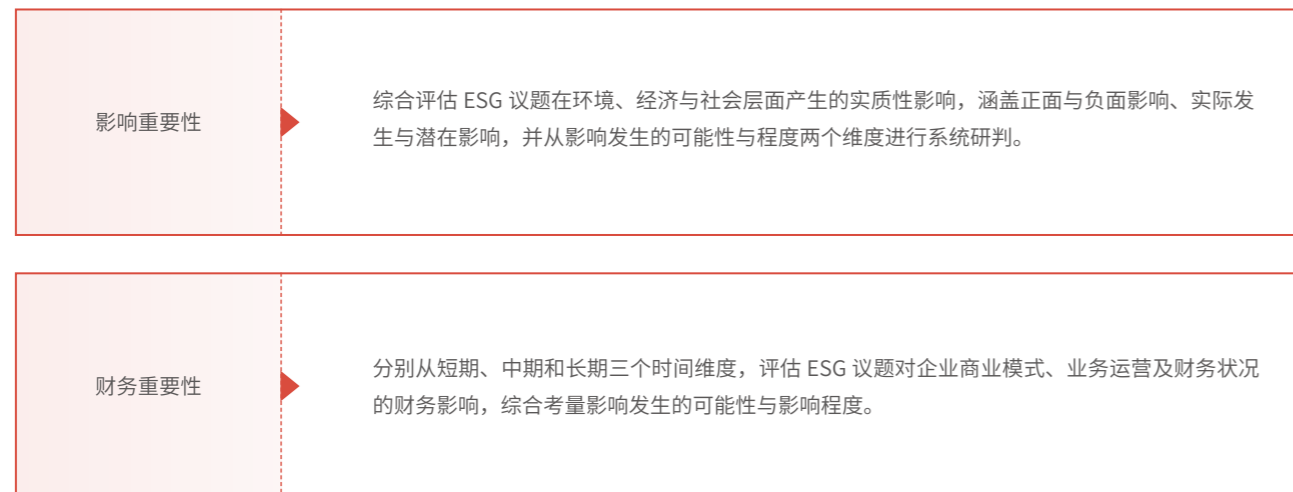 影响重要性
综合评估 ESG 议题在环境、经济与社会层面产生的实质性影响，涵盖正面与负面影响、实际发
生与潜在影响，并从影响发生的可能性与程度两个维度进行系统研判。
财务重要性
分别从短期、中期和长期三个时间维度，评估 ESG 议题对企业商业模式、业务运营及财务状况
的财务影响，综合考量影响发生的可能性与影响程度。